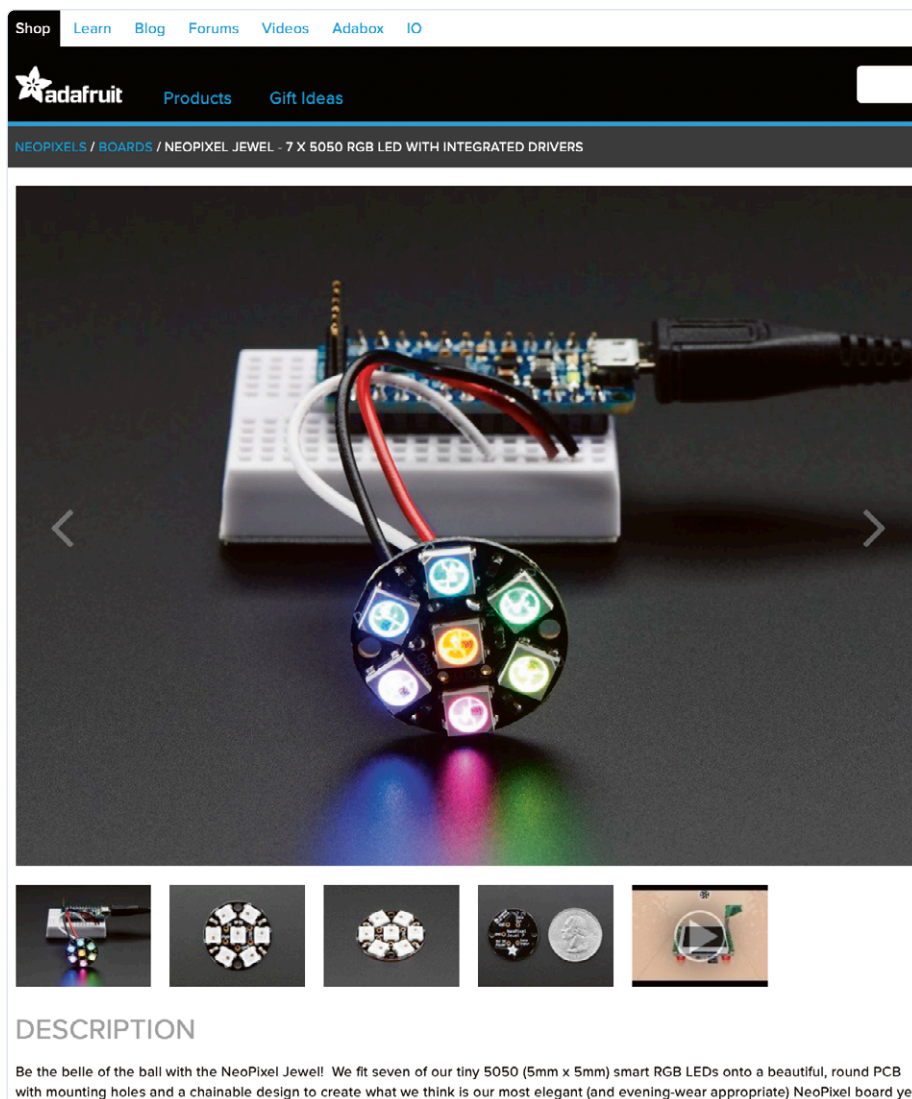 Shop Learn Blog Forums Videos Adabox IO
adafruit Products Gift Ideas
NEOPIXELS / BOARDS / NEOPIXEL JEWEL - 7 X 5050 RGB LED WITH INTEGRATED DRIVERS
DESCRIPTION
Be the belle of the ball with the NeoPixel Jewel! We fit seven of our tiny 5050 (5mm x 5mm) smart RGB LEDs onto a beautiful, round PCB
with mounting holes and a chainable design to create what we think is our most elegant (and evening-wear appropriate) NeoPixel board ye